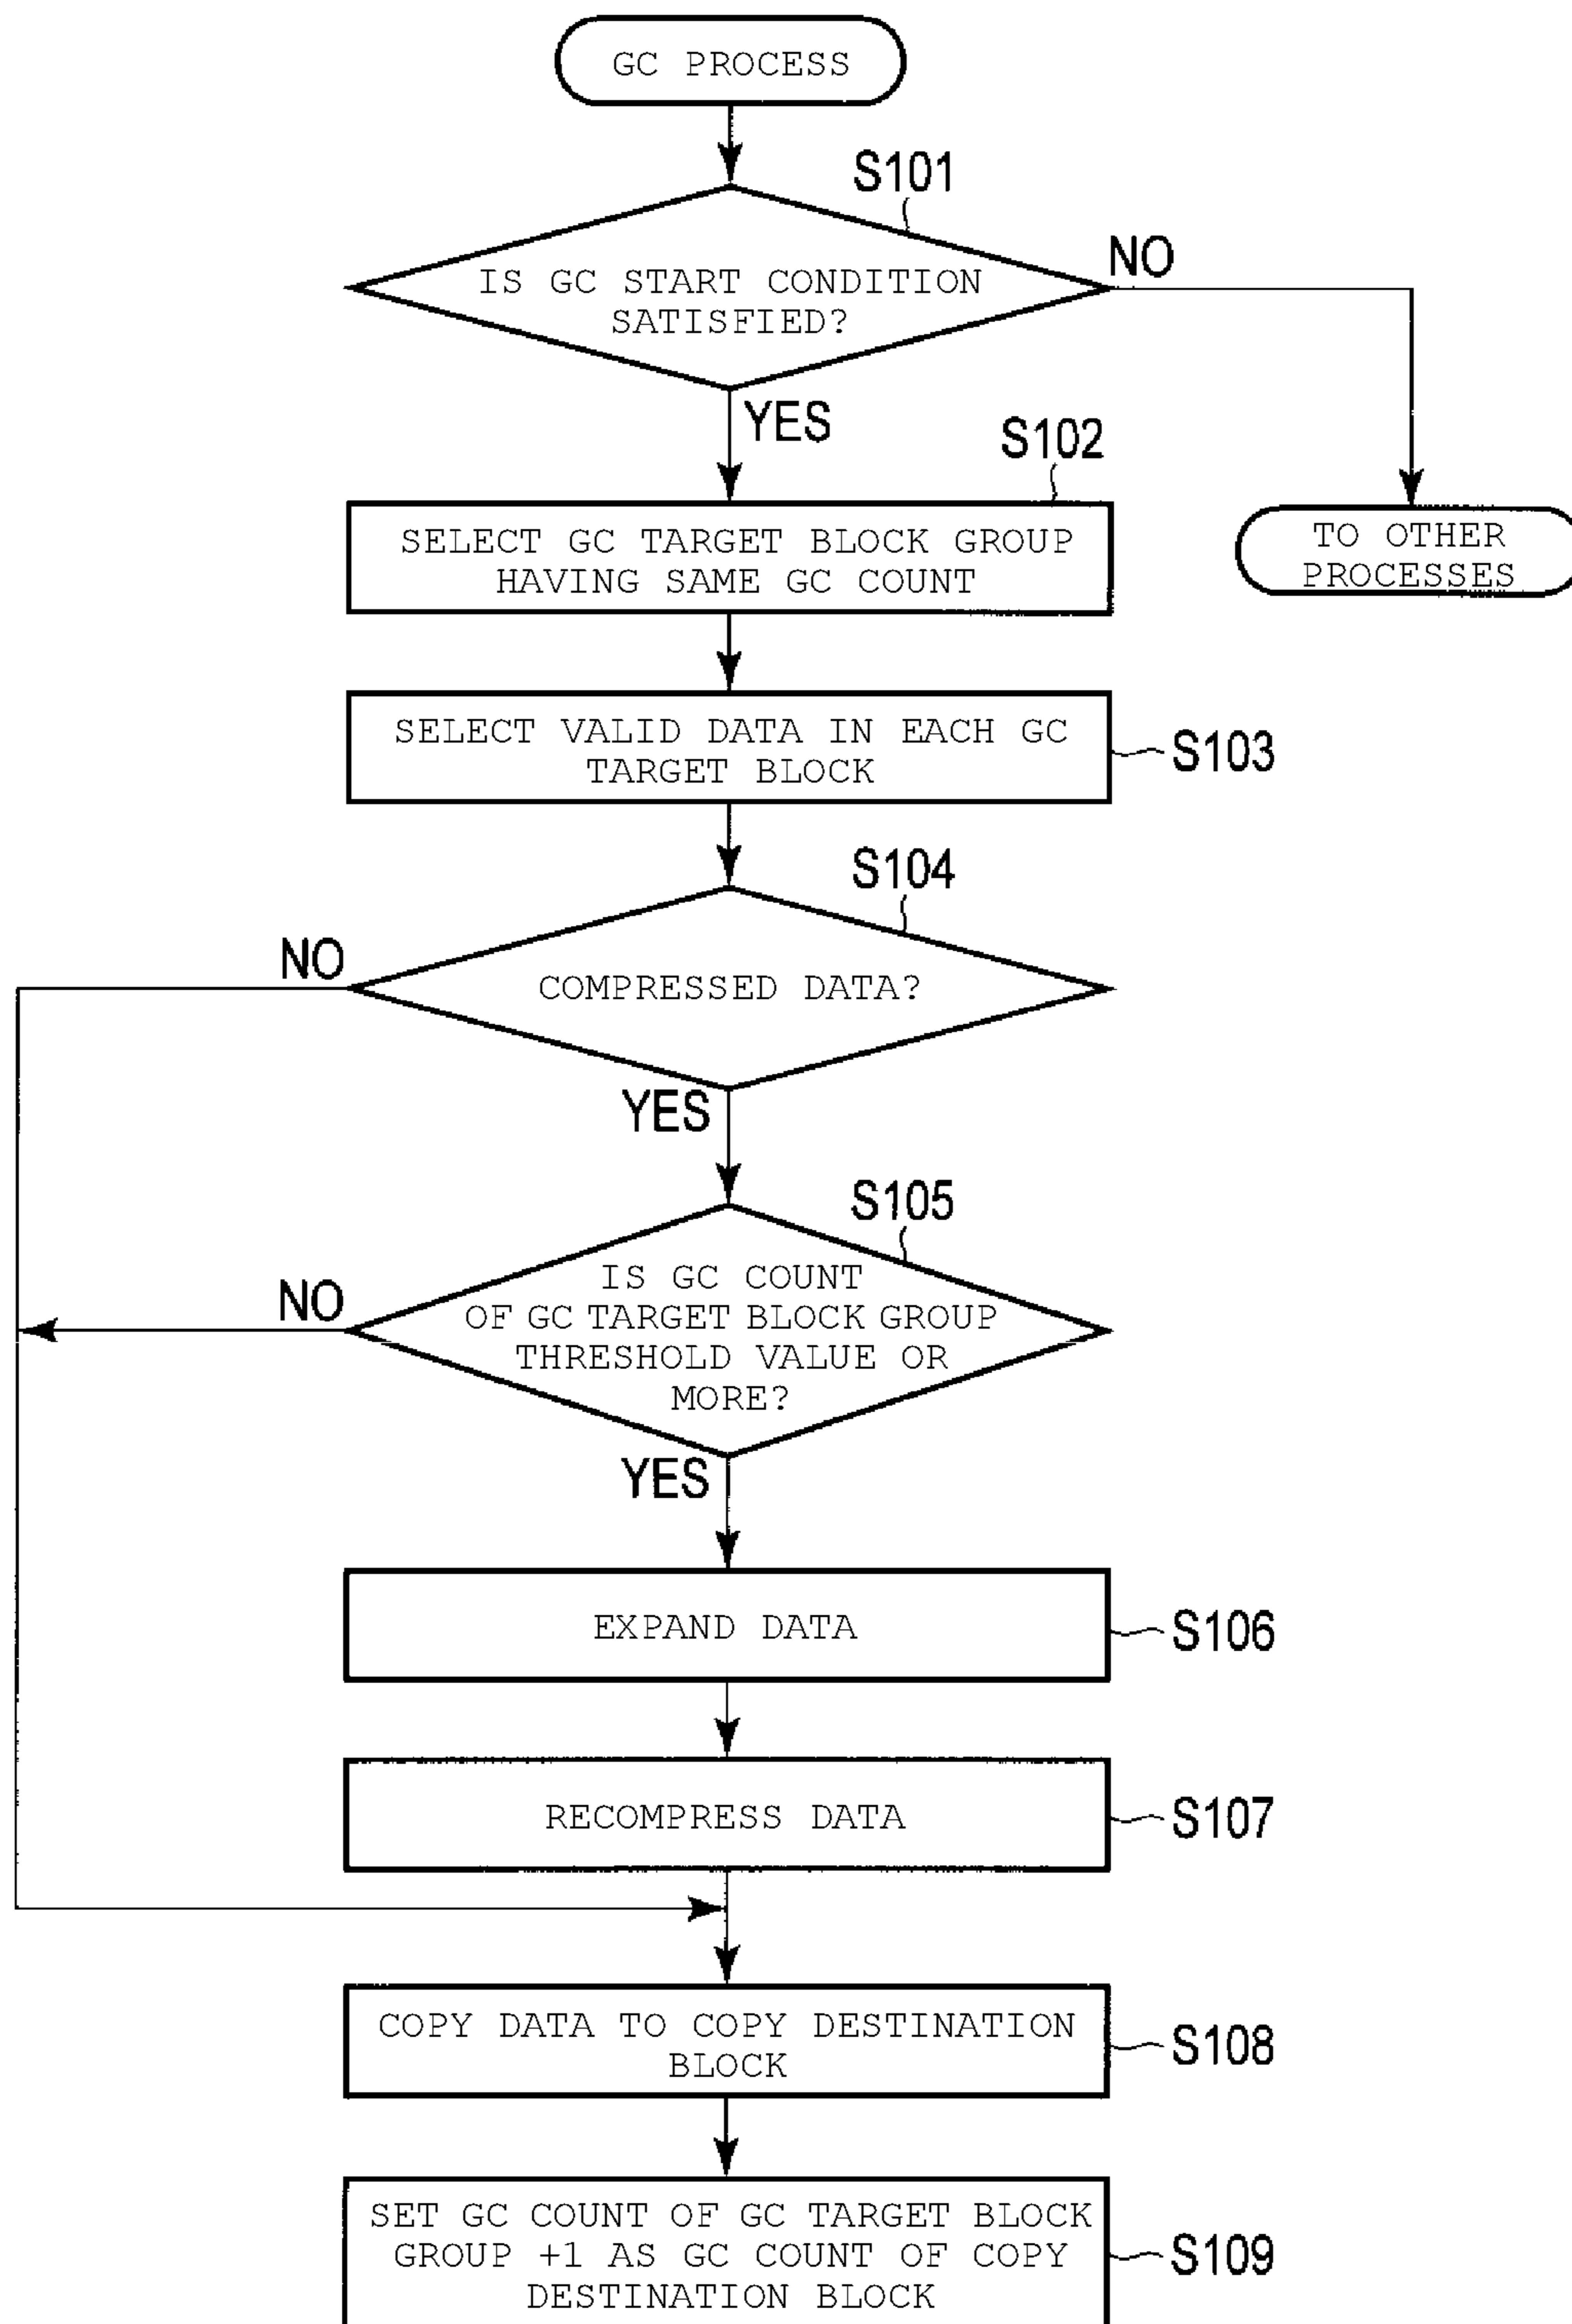 GC PROCESS
S101
IS GC START CONDITION
SATISFIED?
NO
YES
S102
SELECT GC TARGET BLOCK GROUP
HAVING SAME GC COUNT
TO OTHER
PROCESSES
SELECT VALID DATA IN EACH GC
TARGET BLOCK
S103
S104
NO
COMPRESSED DATA?
YES
S105
NO
IS GC COUNT
OF GC TARGET BLOCK GROUP
THRESHOLD VALUE OR
MORE?
YES
EXPAND DATA
S106
RECOMPRESS DATA
S107
COPY DATA TO COPY DESTINATION
BLOCK
S108
SET GC COUNT OF GC TARGET BLOCK
GROUP +1 AS GC COUNT OF COPY
DESTINATION BLOCK
S109